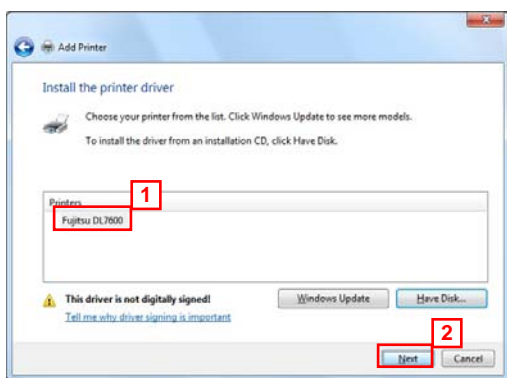 Add Printer
Install the printer driver
Choose your printer from the list. Click Windows Update to see more models.
To install the driver from an installation CD, click Have Disk.
1
Printers
Fujitsu DL7600
This driver is not digitally signed!
Windows Update
Have Disk...
Tell me why driver signing is important
2
Next
Cancel